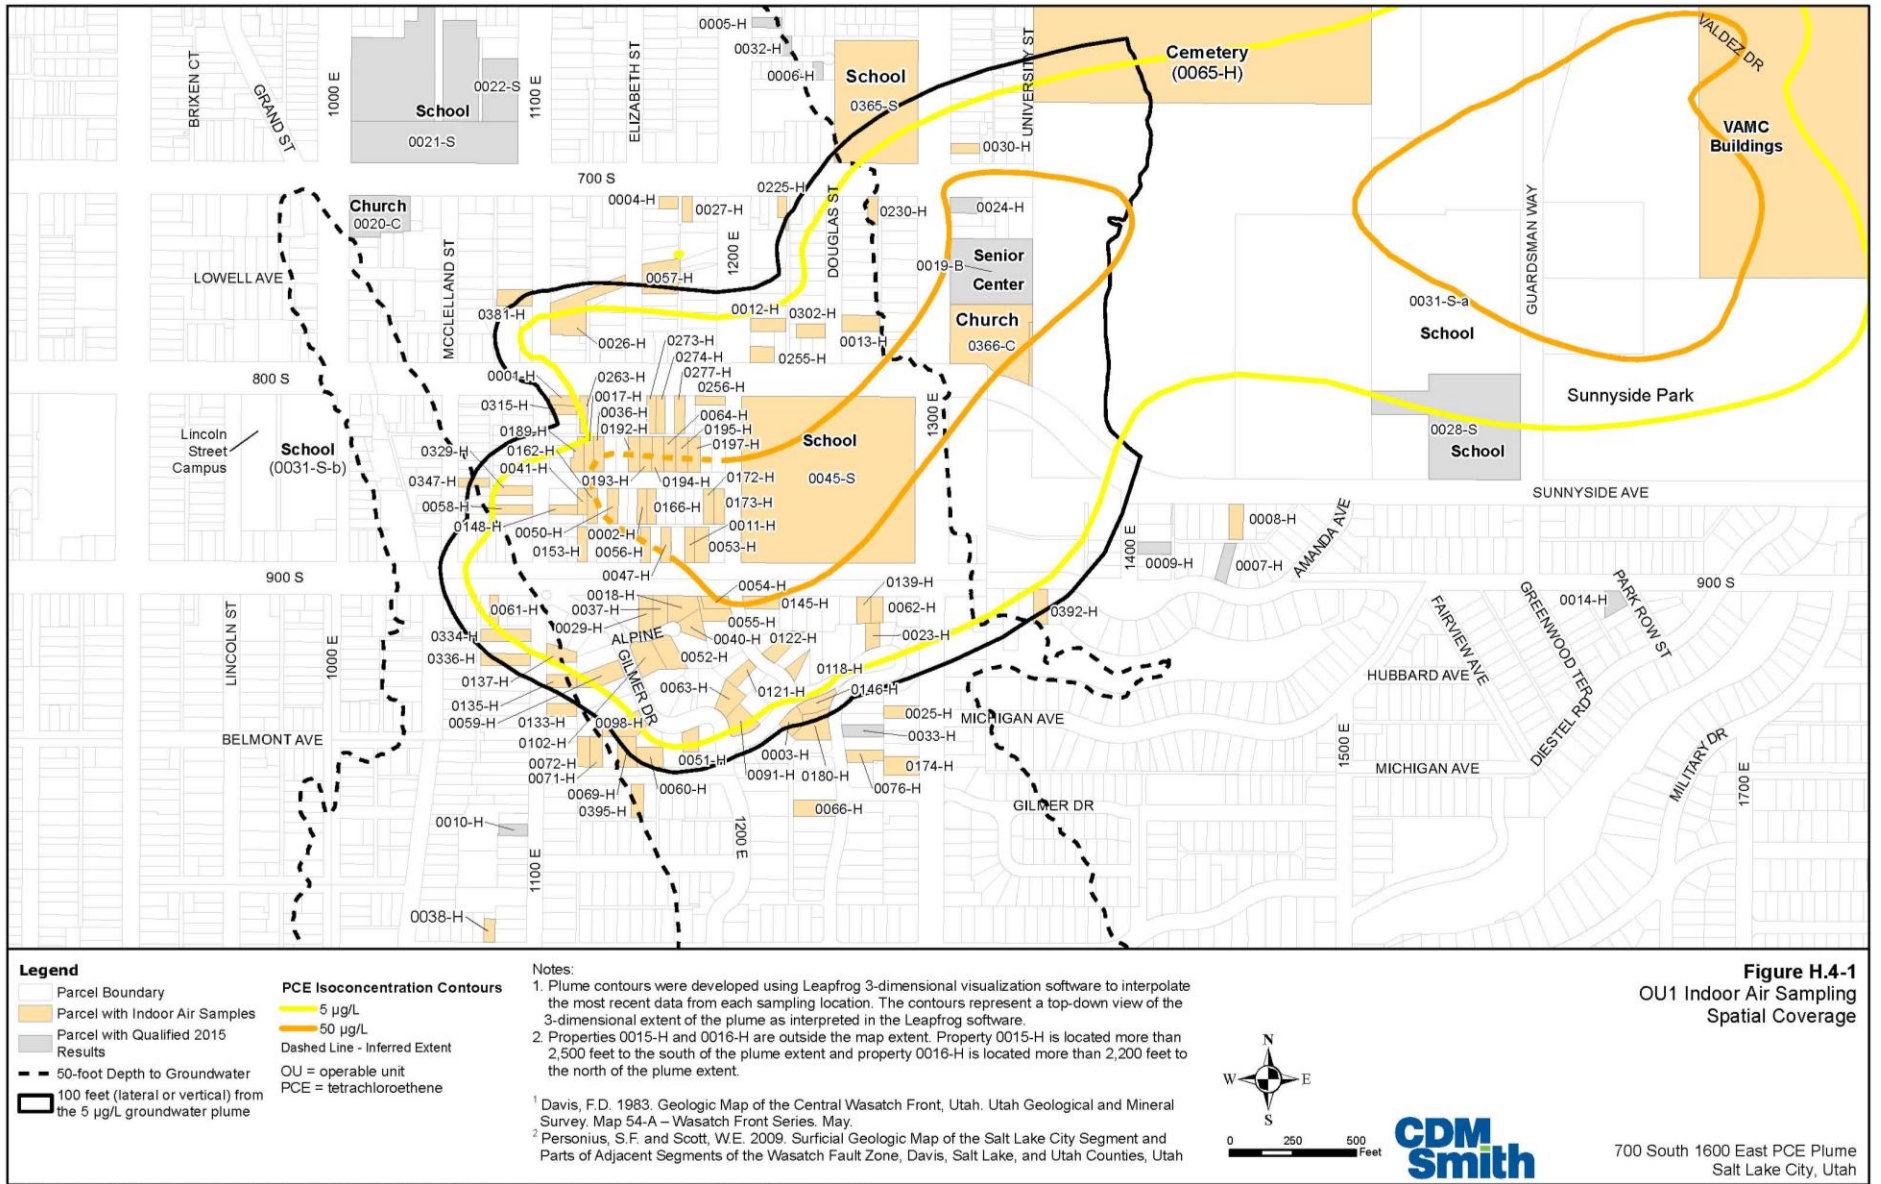 0005-H
0032-H
0006-H
BRIXEN CT
GRAND ST
1000 E
0022-S
School
0021-S
1100 E
ELIZABETH ST
School
0365-S
UNIVERSITY ST
Cemetery
(0065-H)
VALDEZ DR
VAMC
Buildings
0030-H
700 S
0225-H
DOUGLAS ST
0004-H
0027-H
0230-H
0024-H
Church
0020-C
MCCLELLAND ST
1200 E
LOWELL AVE
0057-H
0019-B
Senior
Center
GUARDSMAN WAY
0031-S-a
School
0381-H
0012-H
0302-H
Church
0366-C
0026-H
0273-H
0274-H
0277-H
0256-H
0255-H
0013-H
800 S
0001-H
0263-H
0017-H
0315-H
0036-H
0192-H
0064-H
0195-H
0197-H
1300 E
Sunnyside Park
0028-S
School
Lincoln
Street
Campus
School
(0031-S-b)
0189-H
0329-H
0162-H
0041-H
School
0045-S
0347-H
0193-H
0194-H
0172-H
SUNNYSIDE AVE
0058-H
0148-H
0166-H
0173-H
0050-H
0002-H
0011-H
0153-H
0056-H
0053-H
0008-H
1400 E
0009-H
0007-H
AMANDA AVE
900 S
0047-H
0054-H
0139-H
900 S
0018-H
0145-H
0061-H
0037-H
0055-H
0062-H
0392-H
0029-H
ALPINE
0040-H
0122-H
0023-H
0014-H
PARK ROW ST
FAIRVIEW AVE
GREENWOOD TER
LINCOLN ST
1000 E
0334-H
0336-H
0052-H
0118-H
HUBBARD AVE
GILMER DR
0137-H
0063-H
0121-H
0146-H
0135-H
0059-H
0133-H
0098-H
0025-H
MICHIGAN AVE
DIESTEL RD
BELMONT AVE
0102-H
0033-H
1500 E
0072-H
0051-H
0003-H
0071-H
0091-H
0180-H
0174-H
MICHIGAN AVE
MILITARY DR
1700 E
0069-H
0060-H
0076-H
0395-H
0066-H
GILMER DR
0010-H
1200 E
1100 E
0038-H
Legend
Parcel Boundary
Parcel with Indoor Air Samples
Parcel with Qualified 2015
Results
50-foot Depth to Groundwater
100 feet (lateral or vertical) from
the 5 µg/L groundwater plume
PCE Isoconcentration Contours
5 µg/L
50 µg/L
Dashed Line - Inferred Extent
OU = operable unit
PCE = tetrachloroethene
Notes:
1. Plume contours were developed using Leapfrog 3-dimensional visualization software to interpolate
the most recent data from each sampling location. The contours represent a top-down view of the
3-dimensional extent of the plume as interpreted in the Leapfrog software.
2. Properties 0015-H and 0016-H are outside the map extent. Property 0015-H is located more than
2,500 feet to the south of the plume extent and property 0016-H is located more than 2,200 feet to
the north of the plume extent.
1 Davis, F.D. 1983. Geologic Map of the Central Wasatch Front, Utah. Utah Geological and Mineral
Survey. Map 54-A – Wasatch Front Series. May.
2 Personius, S.F. and Scott, W.E. 2009. Surficial Geologic Map of the Salt Lake City Segment and
Parts of Adjacent Segments of the Wasatch Fault Zone, Davis, Salt Lake, and Utah Counties, Utah
N
W E
S
0 250 500
Feet
CDM
Smith
Figure H.4-1
OU1 Indoor Air Sampling
Spatial Coverage
700 South 1600 East PCE Plume
Salt Lake City, Utah